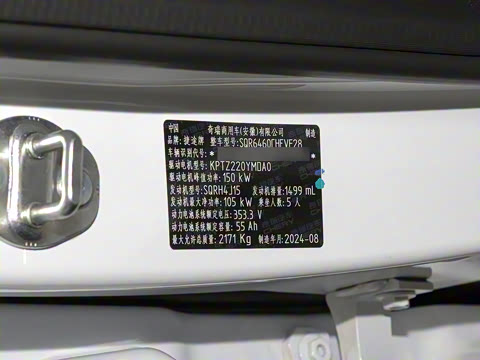 中国 奇瑞商用车(安徽)有限公司 制造
品牌: 捷途牌 整车型号: SQR6460CHEVE28
车辆识别代号: * *
驱动电机型号: KPTZ220YM0A0
驱动电机峰值功率: 150 kW
发动机型号: SQRH4J15 发动机排量: 1499 mL
发动机最大净功率: 105 kW 乘坐人数: 5 人
动力电池系统额定电压: 353.3 V
动力电池系统额定容量: 55 Ah
最大允许总质量: 2171 Kg 制造年月: 2024-08